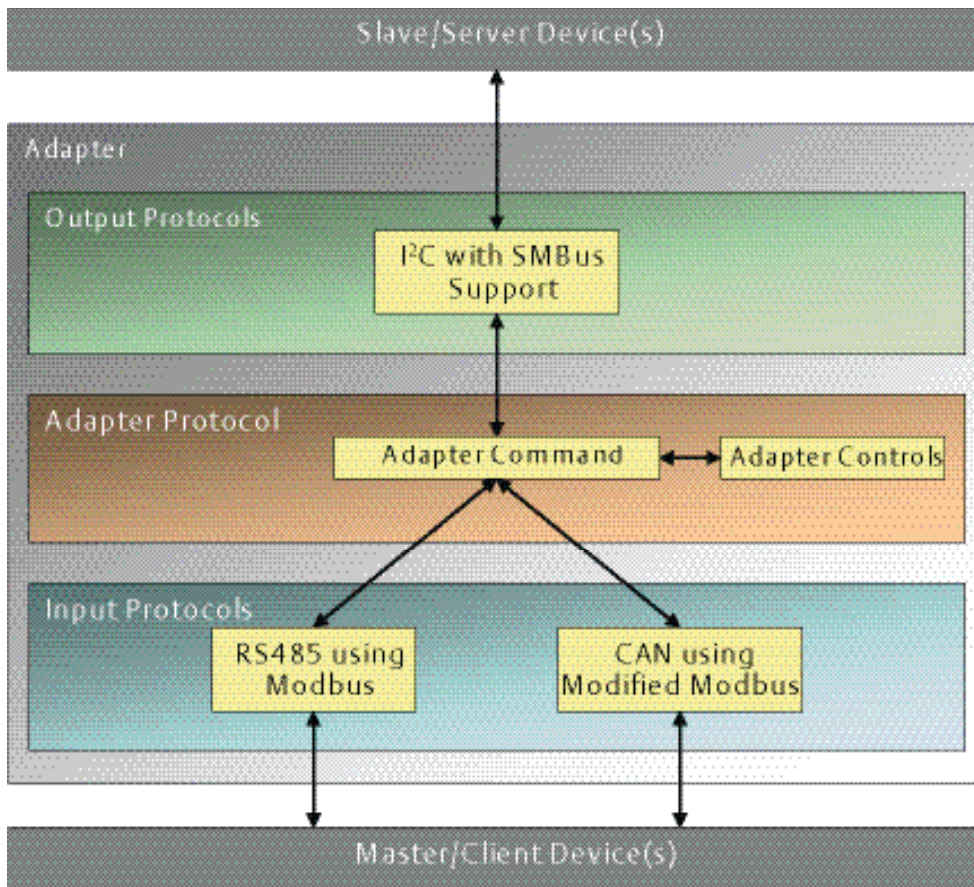 Slave/Server Device(s)
Adapter
Output Protocols
I²C with SMBus
Support
Adapter Protocol
Adapter Command
Adapter Controls
Input Protocols
RS485 using
Modbus
CAN using
Modified Modbus
Master/Client Device(s)